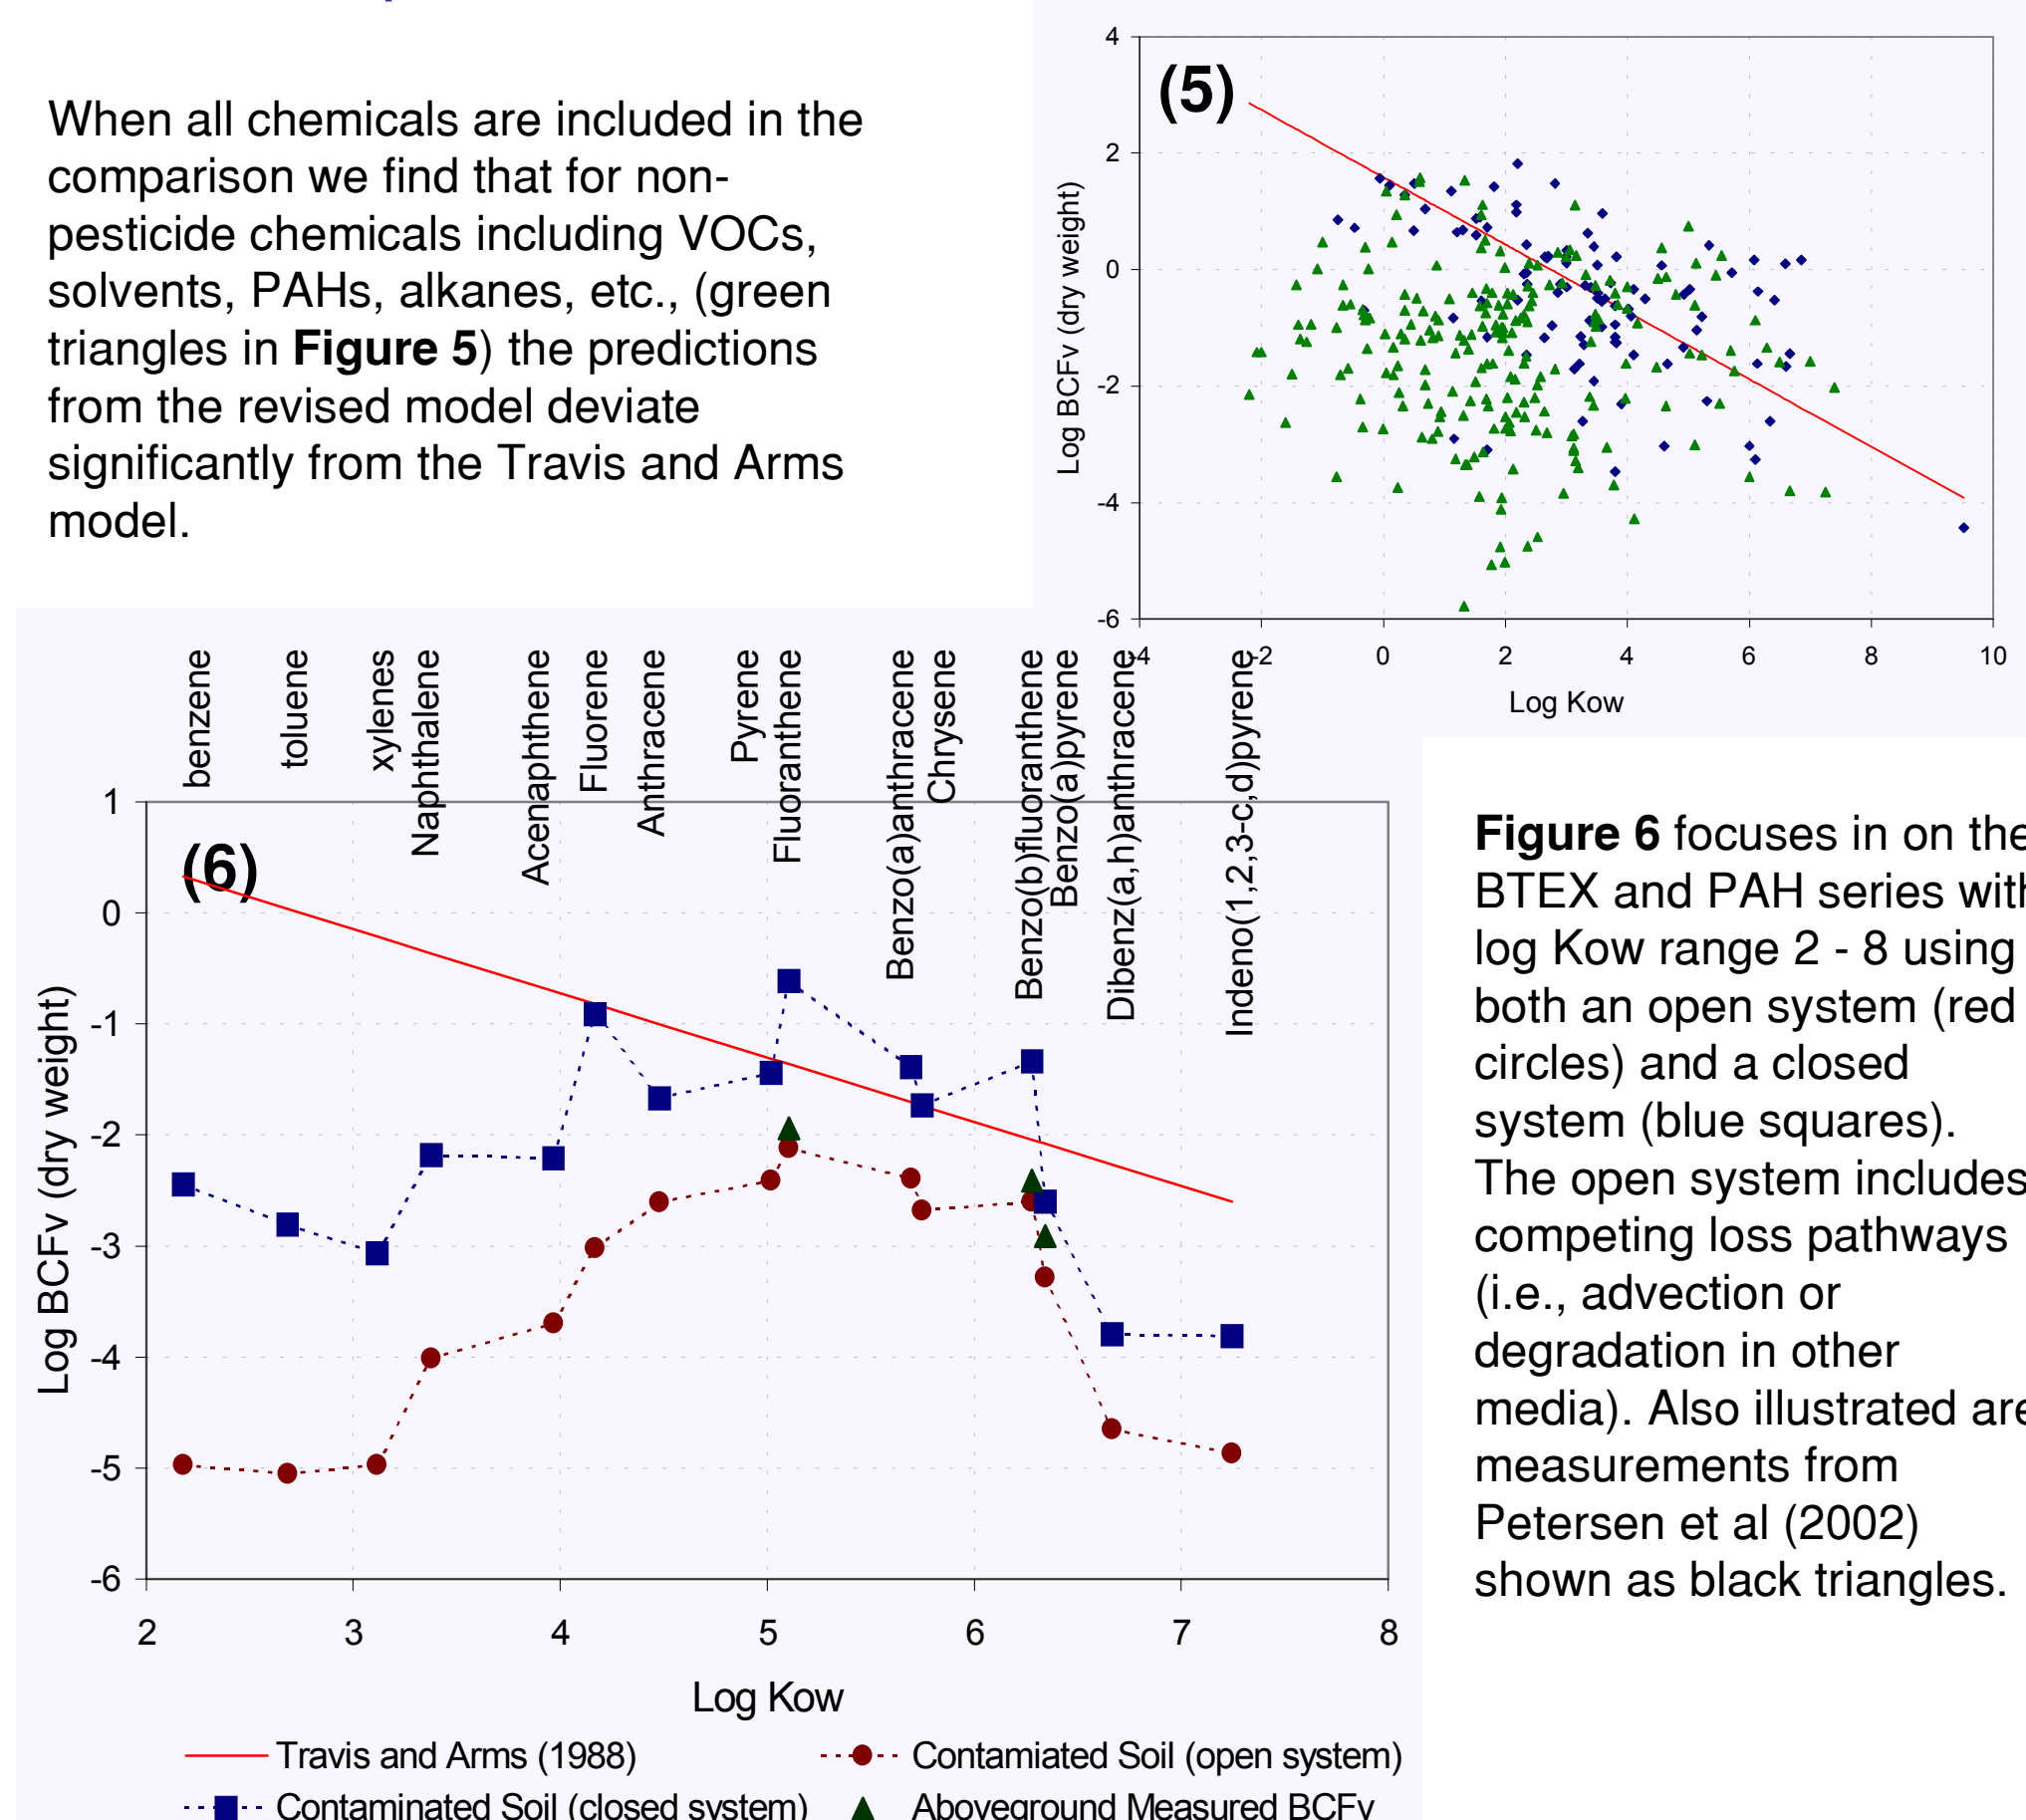 When all chemicals are included in the
comparison we find that for non-
pesticide chemicals including VOCs,
solvents, PAHs, alkanes, etc., (green
triangles in Figure 5) the predictions
from the revised model deviate
significantly from the Travis and Arms
model.
(5)
Log BCFv (dry weight)
4
2
0
-2
-4
-6
-4 -2 0 2 4 6 8 10
Log Kow
benzene
toluene
xylenes
Naphthalene
Acenaphthene
Fluorene
Anthracene
Pyrene
Fluoranthene
Benzo(a)anthracene
Chrysene
Benzo(b)fluoranthene
Benzo(a)pyrene
Dibenz(a,h)anthracene
Indeno(1,2,3-c,d)pyrene
(6)
Log BCFv (dry weight)
1
0
-1
-2
-3
-4
-5
-6
2 3 4 5 6 7 8
Log Kow
Travis and Arms (1988)
Contamiated Soil (open system)
Contaminated Soil (closed system)
Aboveground Measured BCFv
Figure 6 focuses in on the
BTEX and PAH series with
log Kow range 2 - 8 using
both an open system (red
circles) and a closed
system (blue squares).
The open system includes
competing loss pathways
(i.e., advection or
degradation in other
media). Also illustrated are
measurements from
Petersen et al (2002)
shown as black triangles.